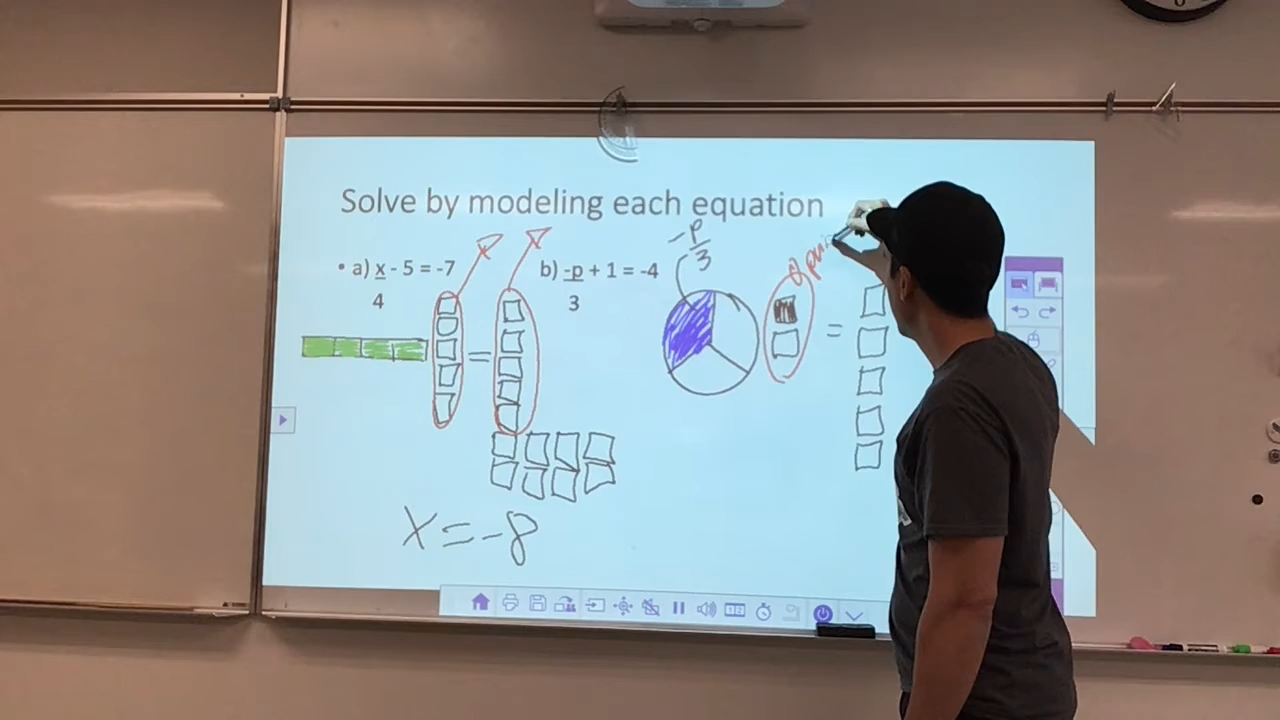 Solve by modeling each equation
• a) x - 5 = -7
4
b) -p + 1 = -4
3
-p
3
=
=
x = -8